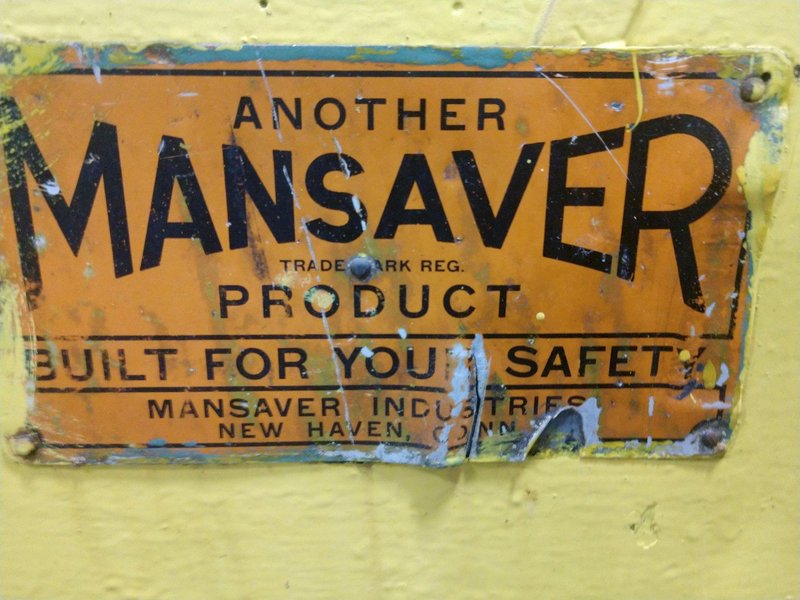 ANOTHER
MANSAVER
TRADE MARK REG.
PRODUCT
BUILT FOR YOUR SAFETY
MANSAVER INDUSTRIES
NEW HAVEN, CONN.